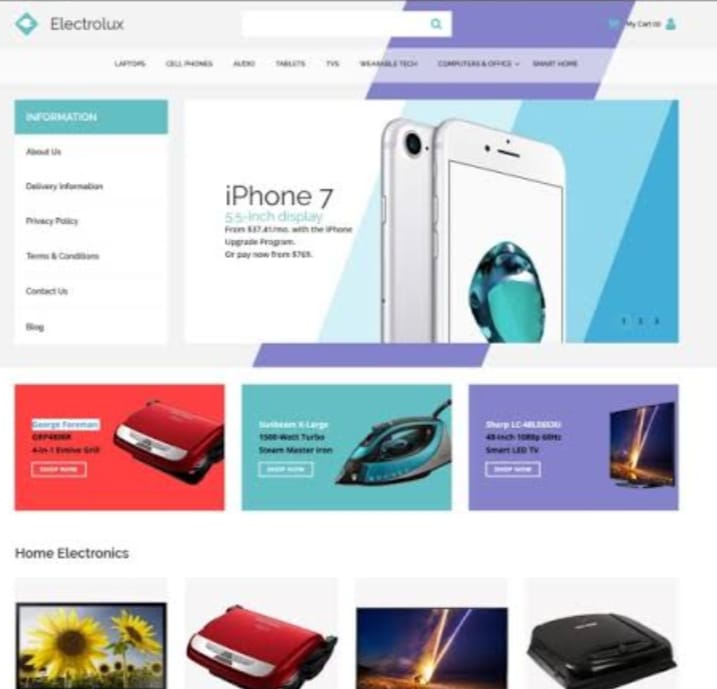 Electrolux
My Cart (0)
LAPTOPS CELL PHONES AUDIO TABLETS TVS WEARABLE TECH COMPUTERS & OFFICE SMART HOME
INFORMATION
About Us
Delivery Information
Privacy Policy
Terms & Conditions
Contact Us
Blog
iPhone 7
5.5-inch display
From $37.41/mo. with the iPhone
Upgrade Program.
Or pay now from $769.
1 2 3
George Foreman
4-in-1 Evolve Grill
SHOP NOW
Sunbeam X-Large
1500-Watt Turbo
Steam Master Iron
SHOP NOW
Sharp
48-Inch 1080p 60Hz
Smart LED TV
SHOP NOW
Home Electronics